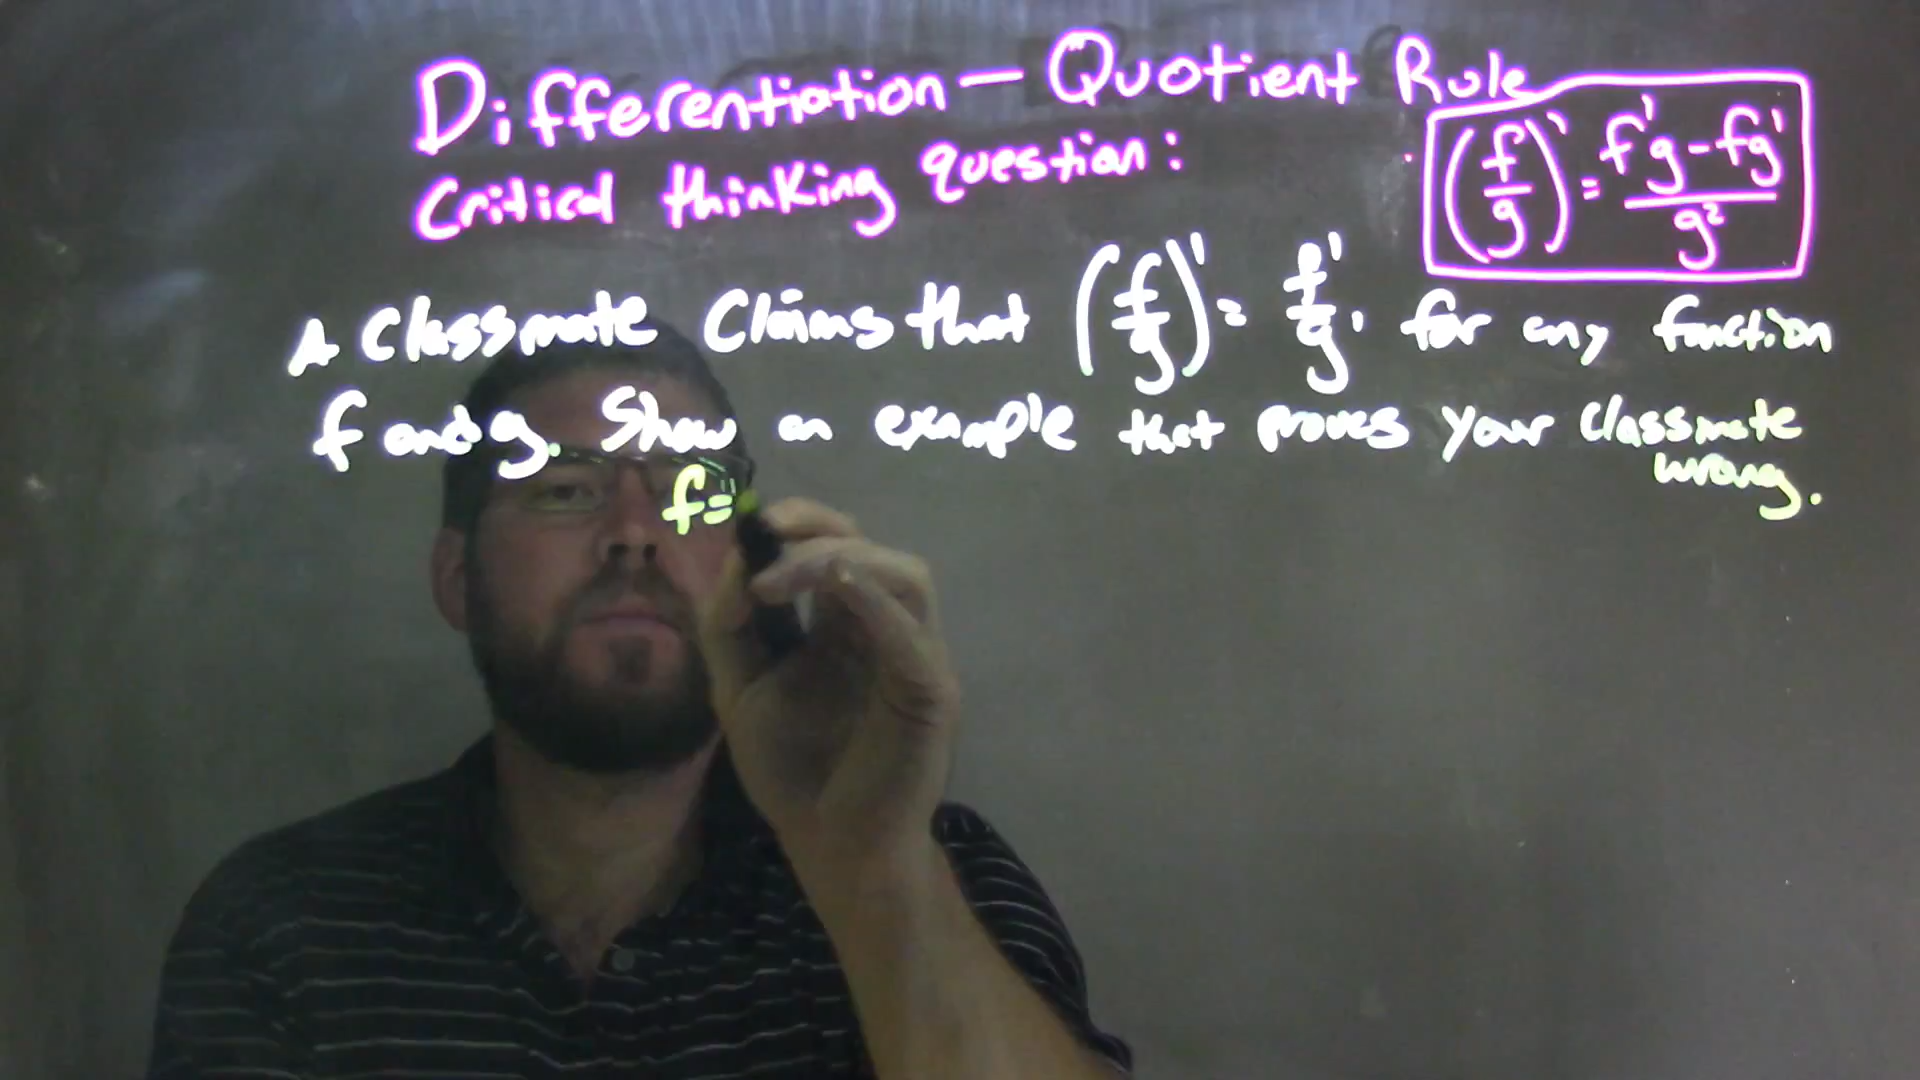 Differentiation - Quotient Rule
Critical thinking question:
(f/g)' = f'g - fg' / g²
A classmate claims that (f/g)' = f'/g' for any function
f and g. Show an example that proves your classmate
wrong.
f=